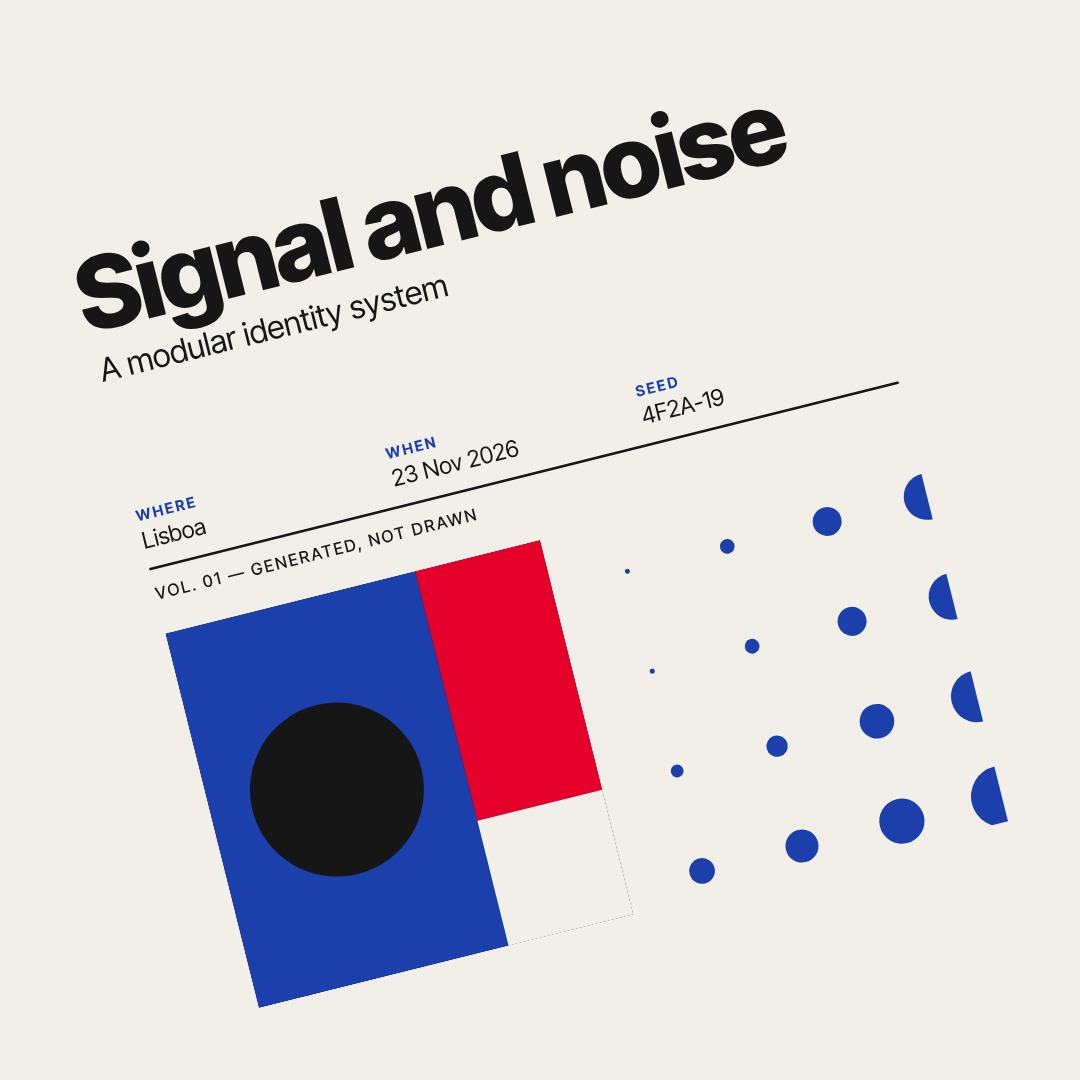 Signal and noise
A modular identity system
WHERE
Lisboa
WHEN
23 Nov 2026
SEED
4F2A-19
VOL. 01 — GENERATED, NOT DRAWN